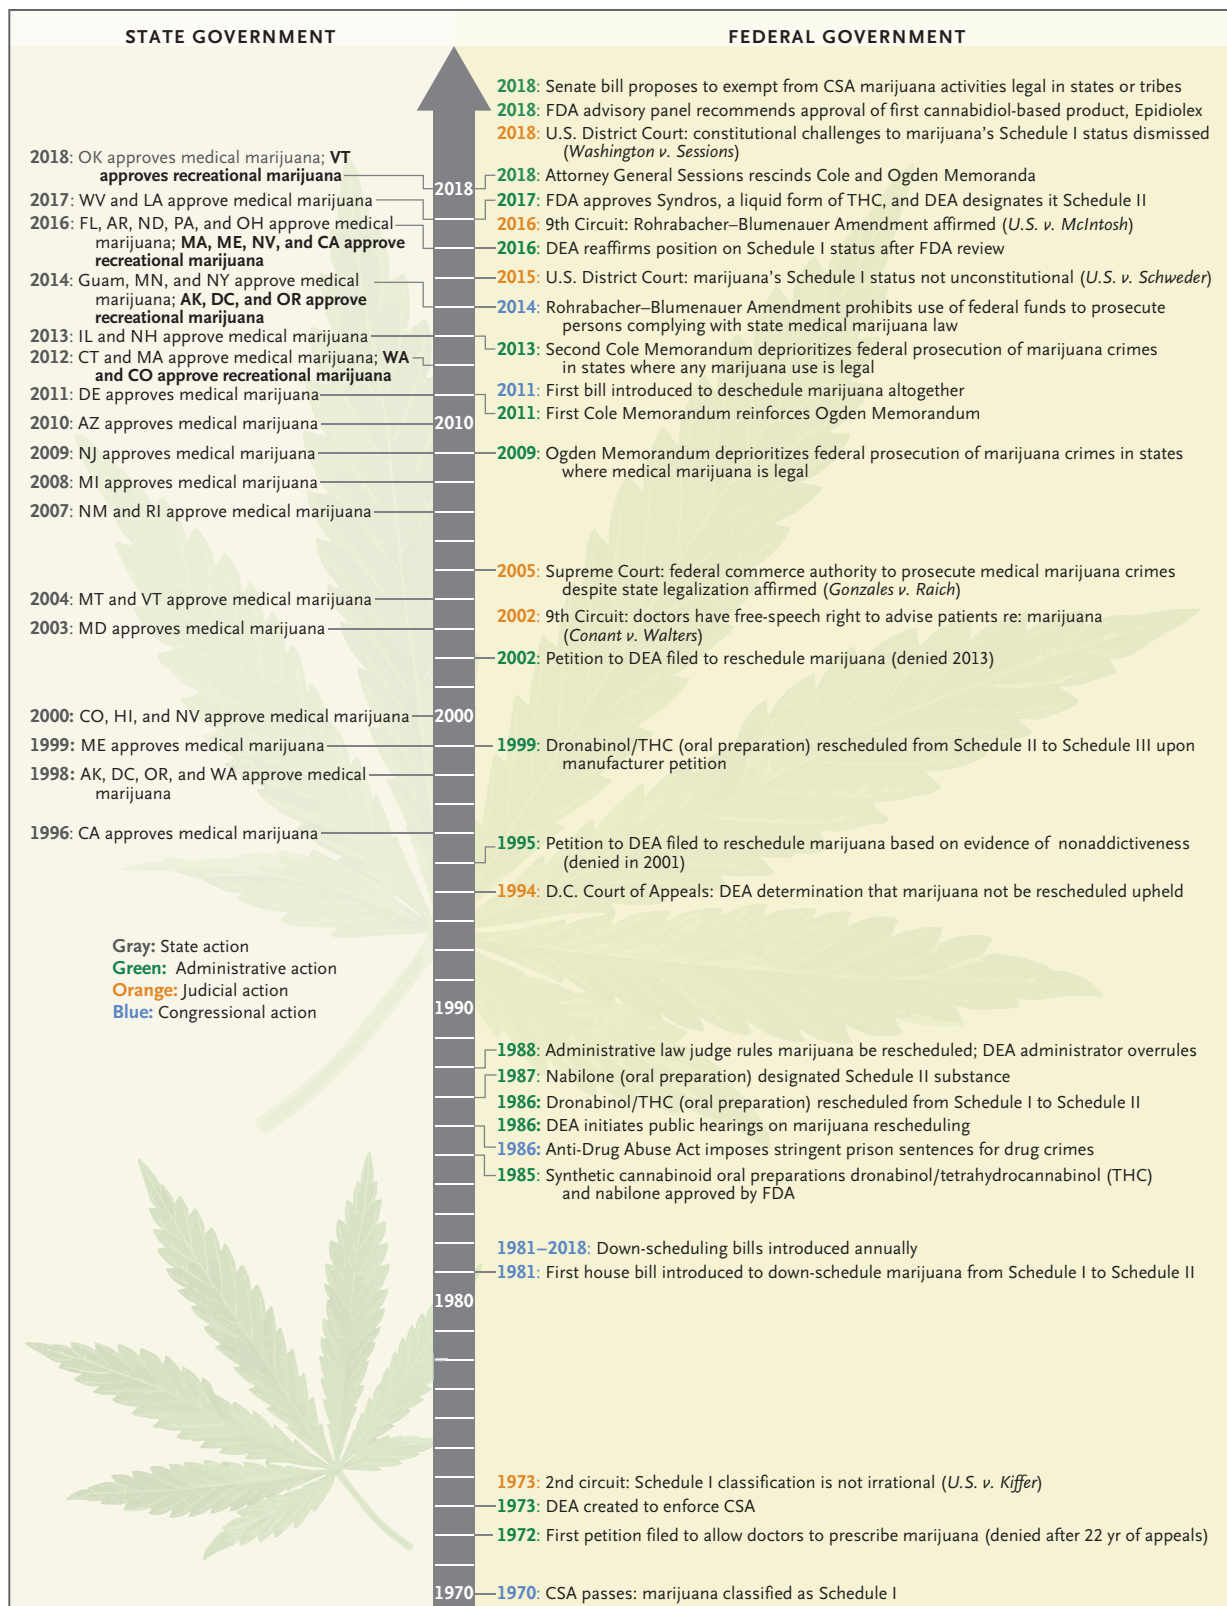 STATE GOVERNMENT
2018: OK approves medical marijuana; VT
approves recreational marijuana
2017: WV and LA approve medical marijuana
2016: FL, AR, ND, PA, and OH approve medical
marijuana; MA, ME, NV, and CA approve
recreational marijuana
2014: Guam, MN, and NY approve medical
marijuana; AK, DC, and OR approve
recreational marijuana
2013: IL and NH approve medical marijuana
2012: CT and MA approve medical marijuana; WA
and CO approve recreational marijuana
2011: DE approves medical marijuana
2010: AZ approves medical marijuana
2009: NJ approves medical marijuana
2008: MI approves medical marijuana
2007: NM and RI approve medical marijuana
2004: MT and VT approve medical marijuana
2003: MD approves medical marijuana
2000: CO, HI, and NV approve medical marijuana
1999: ME approves medical marijuana
1998: AK, DC, OR, and WA approve medical
marijuana
1996: CA approves medical marijuana
Gray: State action
Green: Administrative action
Orange: Judicial action
Blue: Congressional action
2018
2010
2000
1990
1980
1970
FEDERAL GOVERNMENT
2018: Senate bill proposes to exempt from CSA marijuana activities legal in states or tribes
2018: FDA advisory panel recommends approval of first cannabidiol-based product, Epidiolex
2018: U.S. District Court: constitutional challenges to marijuana's Schedule I status dismissed
(Washington v. Sessions)
2018: Attorney General Sessions rescinds Cole and Ogden Memoranda
2017: FDA approves Syndros, a liquid form of THC, and DEA designates it Schedule II
2016: 9th Circuit: Rohrabacher–Blumenauer Amendment affirmed (U.S. v. McIntosh)
2016: DEA reaffirms position on Schedule I status after FDA review
2015: U.S. District Court: marijuana's Schedule I status not unconstitutional (U.S. v. Schweder)
2014: Rohrabacher–Blumenauer Amendment prohibits use of federal funds to prosecute
persons complying with state medical marijuana law
2013: Second Cole Memorandum deprioritizes federal prosecution of marijuana crimes
in states where any marijuana use is legal
2011: First bill introduced to deschedule marijuana altogether
2011: First Cole Memorandum reinforces Ogden Memorandum
2009: Ogden Memorandum deprioritizes federal prosecution of marijuana crimes in states
where medical marijuana is legal
2005: Supreme Court: federal commerce authority to prosecute medical marijuana crimes
despite state legalization affirmed (Gonzales v. Raich)
2002: 9th Circuit: doctors have free-speech right to advise patients re: marijuana
(Conant v. Walters)
2002: Petition to DEA filed to reschedule marijuana (denied 2013)
1999: Dronabinol/THC (oral preparation) rescheduled from Schedule II to Schedule III upon
manufacturer petition
1995: Petition to DEA filed to reschedule marijuana based on evidence of nonaddictiveness
(denied in 2001)
1994: D.C. Court of Appeals: DEA determination that marijuana not be rescheduled upheld
1988: Administrative law judge rules marijuana be rescheduled; DEA administrator overrules
1987: Nabilone (oral preparation) designated Schedule II substance
1986: Dronabinol/THC (oral preparation) rescheduled from Schedule I to Schedule II
1986: DEA initiates public hearings on marijuana rescheduling
1986: Anti-Drug Abuse Act imposes stringent prison sentences for drug crimes
1985: Synthetic cannabinoid oral preparations dronabinol/tetrahydrocannabinol (THC)
and nabilone approved by FDA
1981–2018: Down-scheduling bills introduced annually
1981: First house bill introduced to down-schedule marijuana from Schedule I to Schedule II
1973: 2nd circuit: Schedule I classification is not irrational (U.S. v. Kiffer)
1973: DEA created to enforce CSA
1972: First petition filed to allow doctors to prescribe marijuana (denied after 22 yr of appeals)
1970: CSA passes: marijuana classified as Schedule I